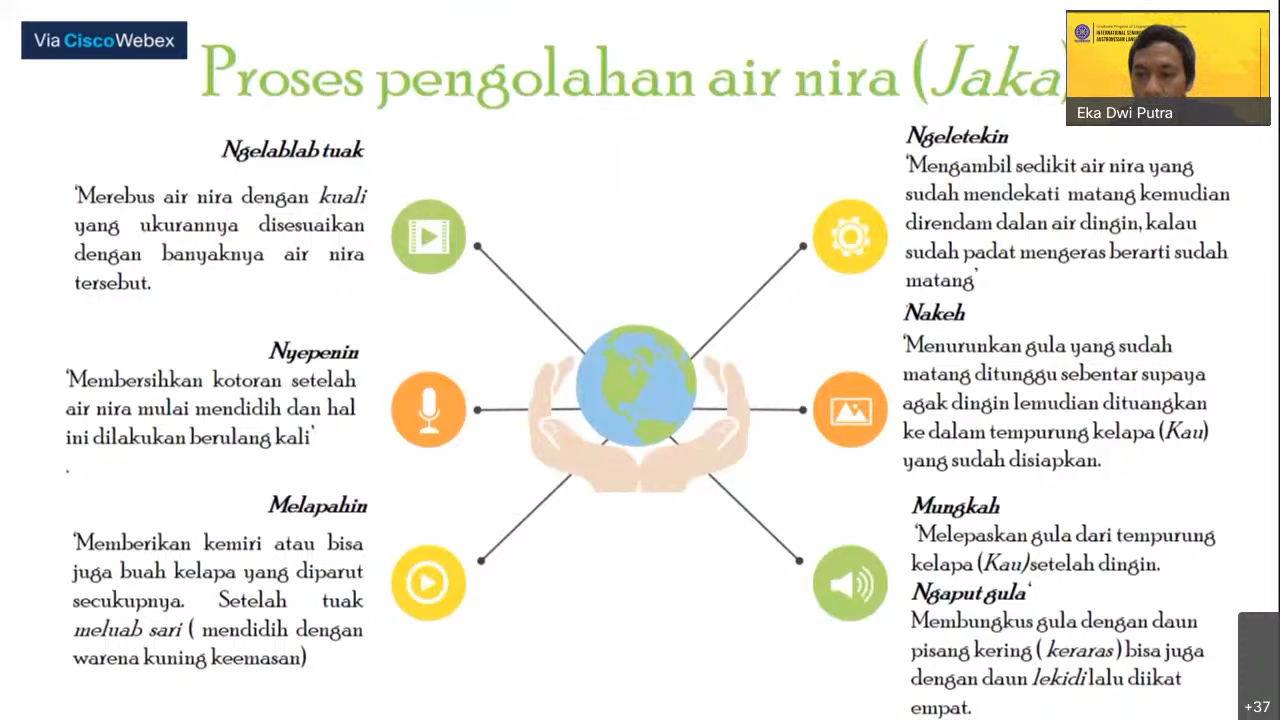 Via Cisco Webex
Proses pengolahan air nira (Jaka)
INTERNATIONAL
AUSTRONESIAN
Eka Dwi Putra
Ngelablab tuak
‘Merebus air nira dengan kuali
yang ukurannya disesuaikan
dengan banyaknya air nira
tersebut.
Nyepenin
‘Membersihkan kotoran setelah
air nira mulai mendidih dan hal
ini dilakukan berulang kali’
.
Melapahin
‘Memberikan kemiri atau bisa
juga buah kelapa yang diparut
secukupnya. Setelah tuak
meluab sari ( mendidih dengan
warena kuning keemasan)
Ngeletekin
‘Mengambil sedikit air nira yang
sudah mendekati matang kemudian
direndam dalan air dingin, kalau
sudah padat mengeras berarti sudah
matang’
Nakeh
‘Menurunkan gula yang sudah
matang ditunggu sebentar supaya
agak dingin lemudian dituangkan
ke dalam tempurung kelapa (Kau)
yang sudah disiapkan.
Mungkah
‘Melepaskan gula dari tempurung
kelapa (Kau)setelah dingin.
Ngaput gula‘
Membungkus gula dengan daun
pisang kering ( keraras ) bisa juga
dengan daun lekidi lalu diikat
empat.
+37